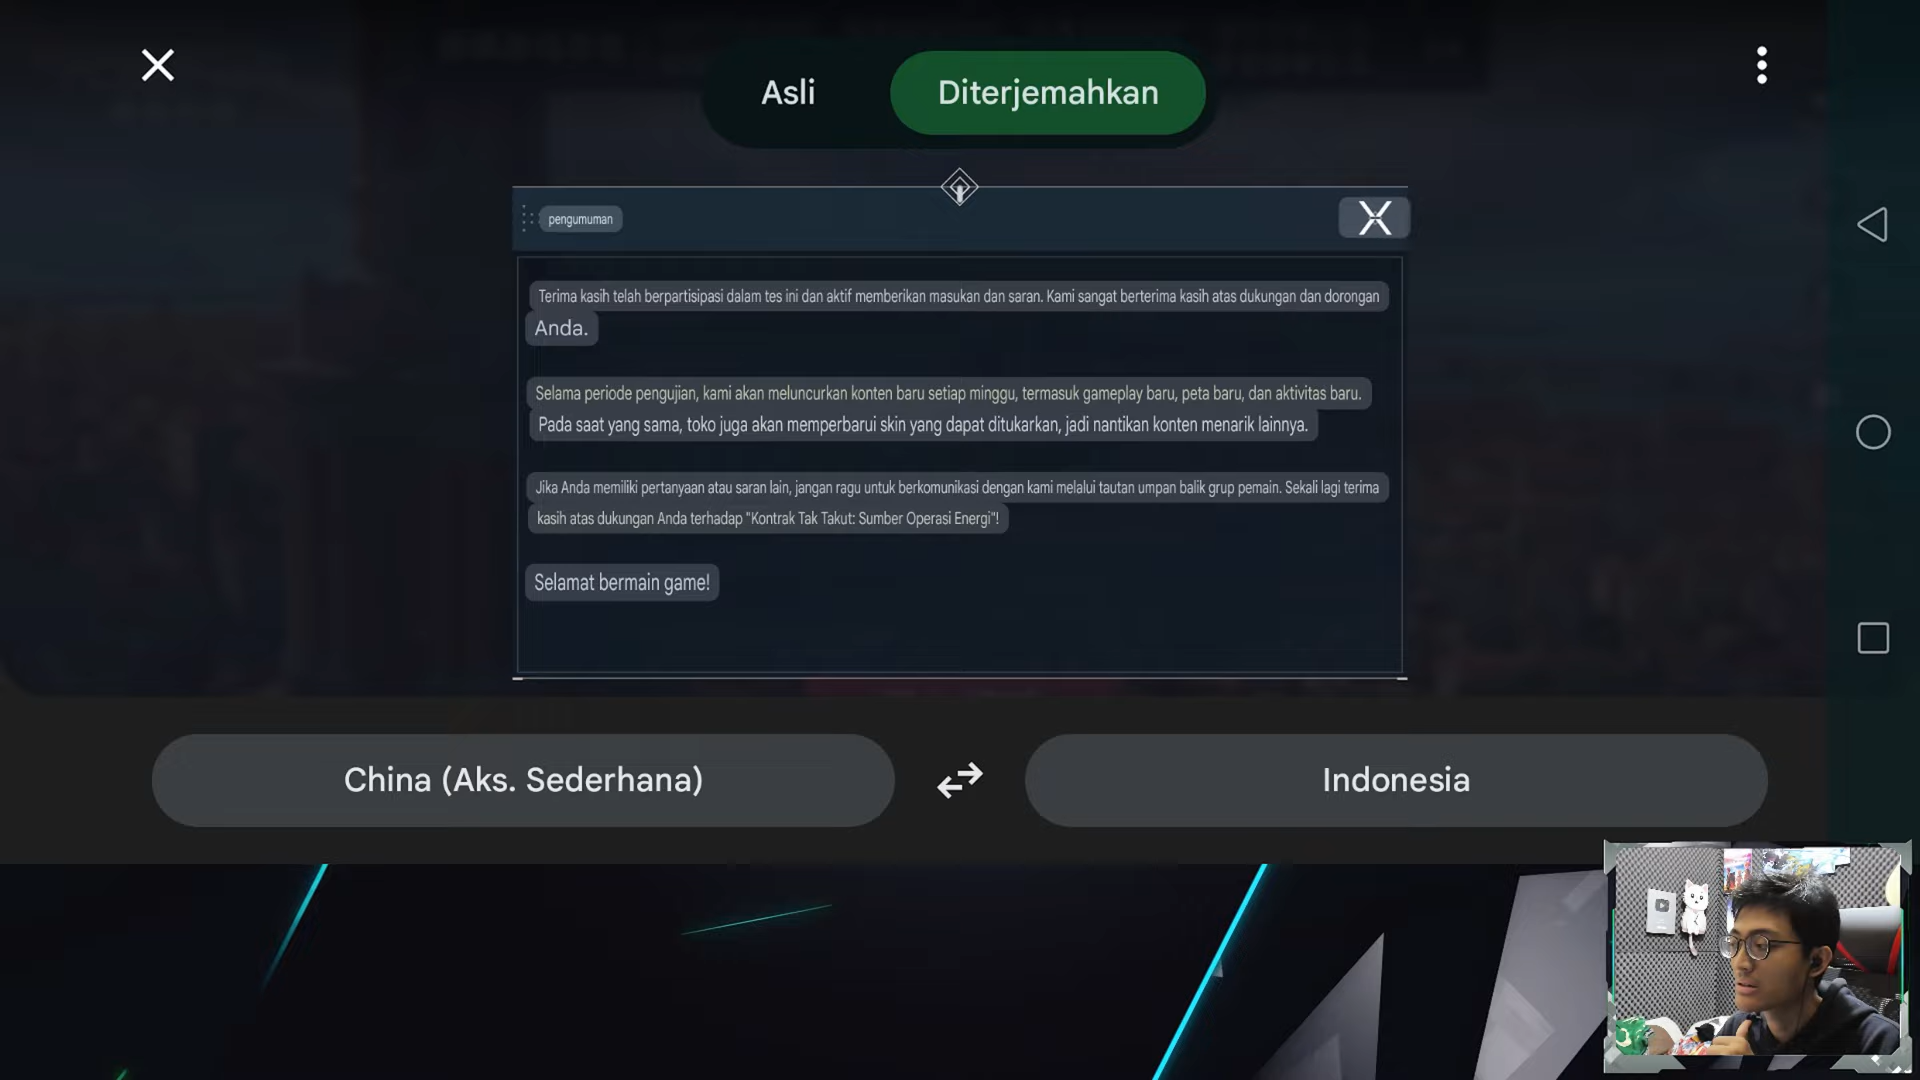 Asli
Diterjemahkan
pengumuman
Terima kasih telah berpartisipasi dalam tes ini dan aktif memberikan masukan dan saran. Kami sangat berterima kasih atas dukungan dan dorongan
Anda.
Selama periode pengujian, kami akan meluncurkan konten baru setiap minggu, termasuk gameplay baru, peta baru, dan aktivitas baru.
Pada saat yang sama, toko juga akan memperbarui skin yang dapat ditukarkan, jadi nantikan konten menarik lainnya.
Jika Anda memiliki pertanyaan atau saran lain, jangan ragu untuk berkomunikasi dengan kami melalui tautan umpan balik grup pemain. Sekali lagi terima
kasih atas dukungan Anda terhadap "Kontrak Tak Takut: Sumber Operasi Energi"!
Selamat bermain game!
China (Aks. Sederhana)
Indonesia